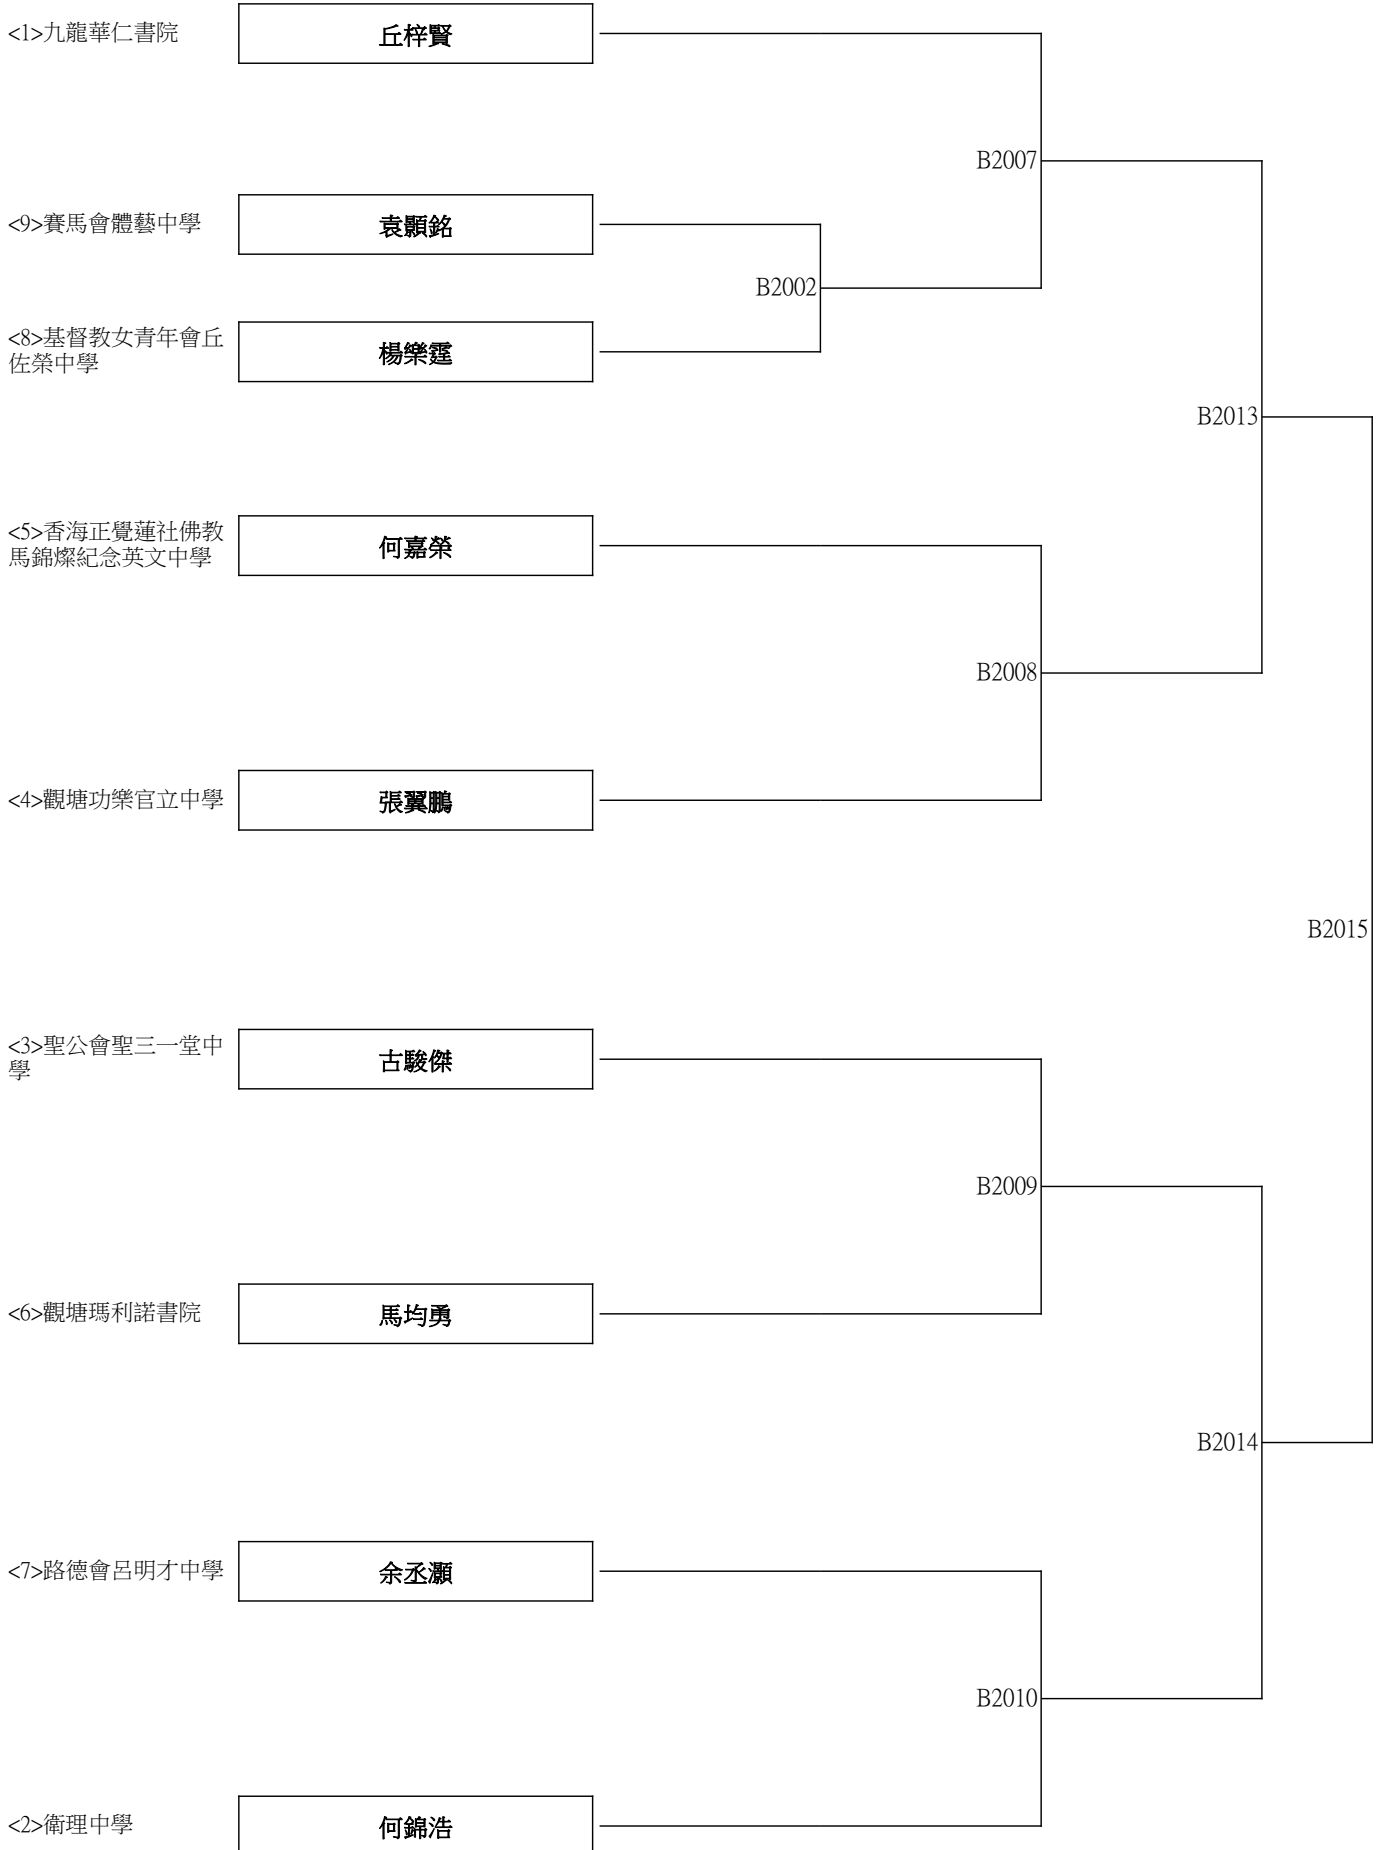 <1>九龍華仁書院
丘梓賢
B2007
<9>賽馬會體藝中學
袁顥銘
B2002
<8>基督教女青年會丘
佐榮中學
楊樂霆
B2013
<5>香海正覺蓮社佛教
馬錦燦紀念英文中學
何嘉榮
B2008
<4>觀塘功樂官立中學
張翼鵬
B2015
<3>聖公會聖三一堂中
學
古駿傑
B2009
<6>觀塘瑪利諾書院
馬均勇
B2014
<7>路德會呂明才中學
余丞灝
B2010
<2>衛理中學
何錦浩